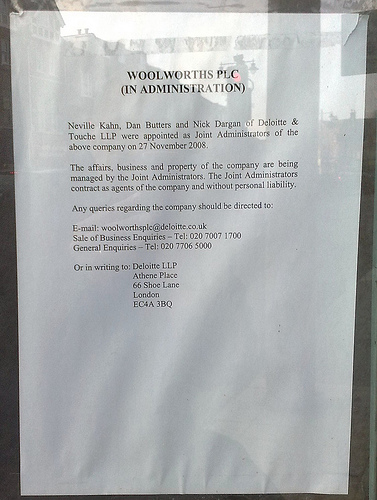 WOOLWORTHS PLC
(IN ADMINISTRATION)
Neville Kahn, Dan Butters and Nick Dargan of Deloitte &
Touche LLP were appointed as Joint Administrators of the
above company on 27 November 2008.
The affairs, business and property of the company are being
managed by the Joint Administrators. The Joint Administrators
contract as agents of the company and without personal liability.
Any queries regarding the company should be directed to:
E-mail: woolworthsplc@deloitte.co.uk
Sale of Business Enquiries – Tel: 020 7007 1700
General Enquiries – Tel: 020 7706 5000
Or in writing to: Deloitte LLP
Athene Place
66 Shoe Lane
London
EC4A 3BQ